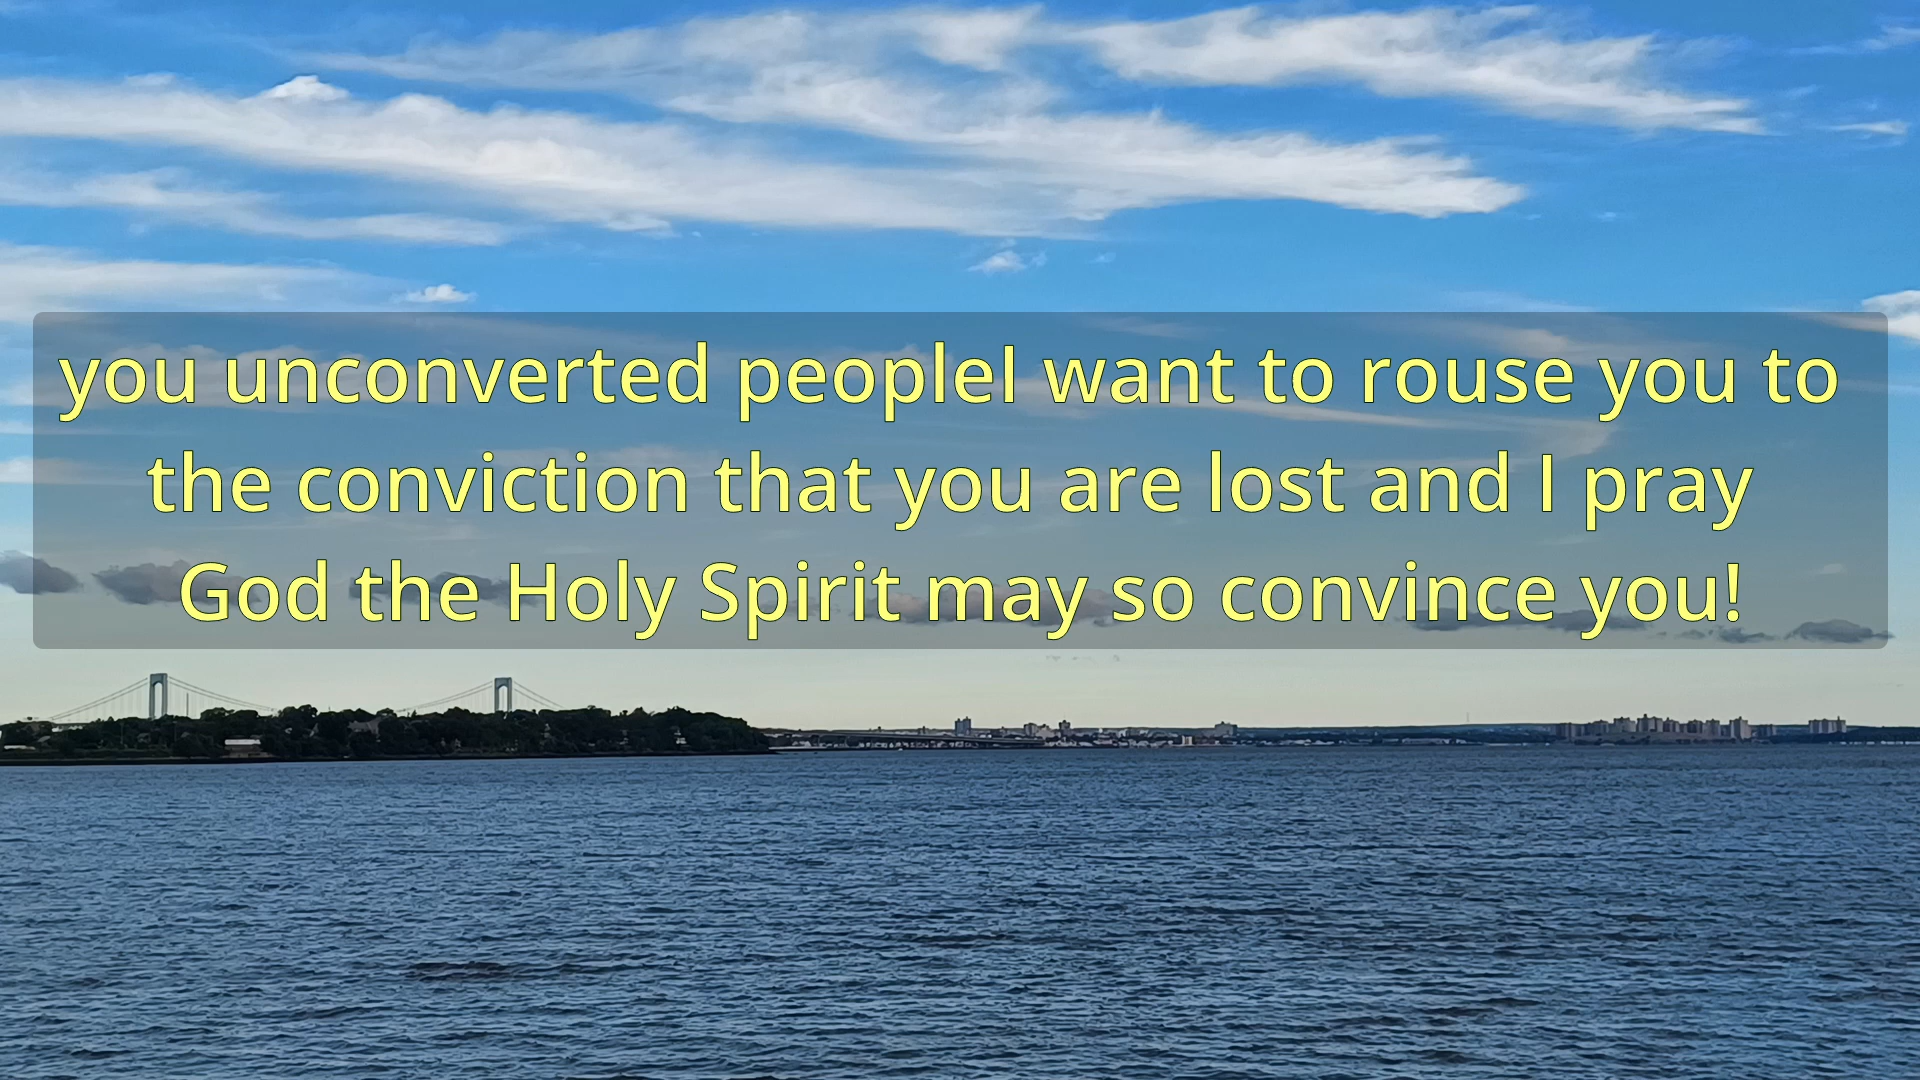 you unconverted peopleI want to rouse you to
the conviction that you are lost and I pray
God the Holy Spirit may so convince you!